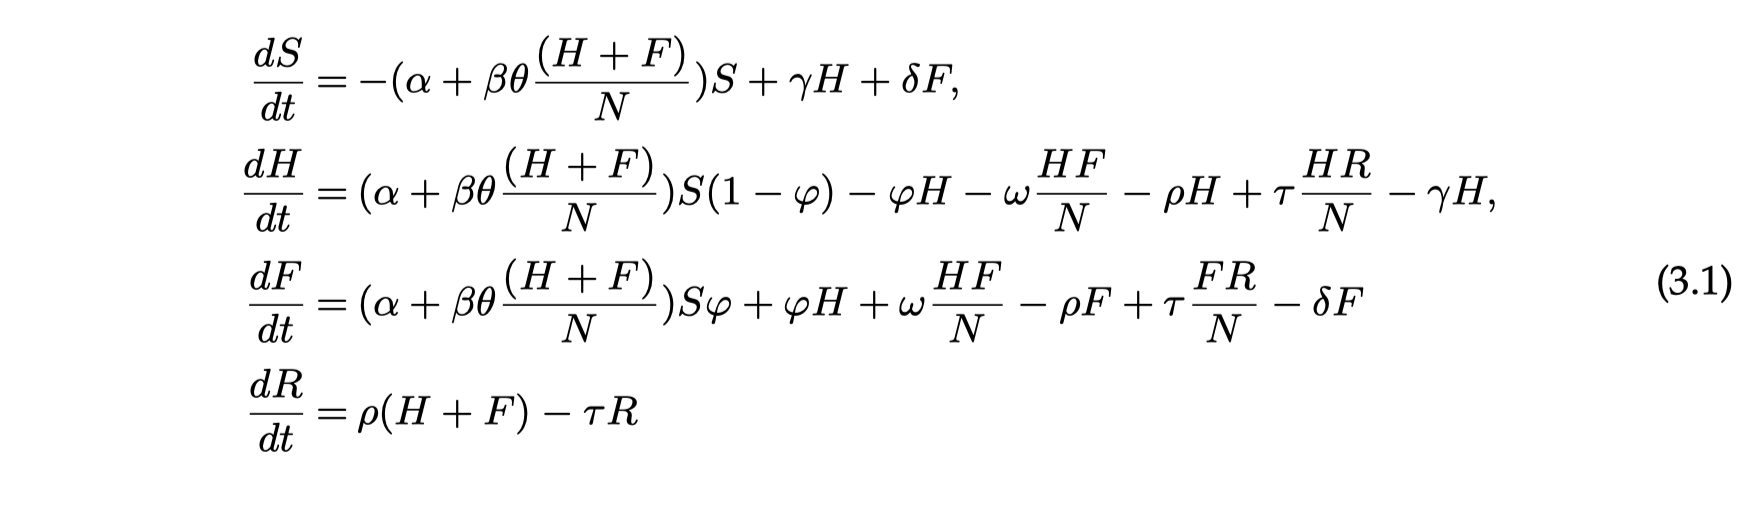 dS/dt = −(α + βθ (H + F)/N)S + γH + δF,
dH/dt = (α + βθ (H + F)/N)S(1 − φ) − φH − ω HF/N − ρH + τ HR/N − γH,
dF/dt = (α + βθ (H + F)/N)Sφ + φH + ω HF/N − ρF + τ FR/N − δF (3.1)
dR/dt = ρ(H + F) − τR